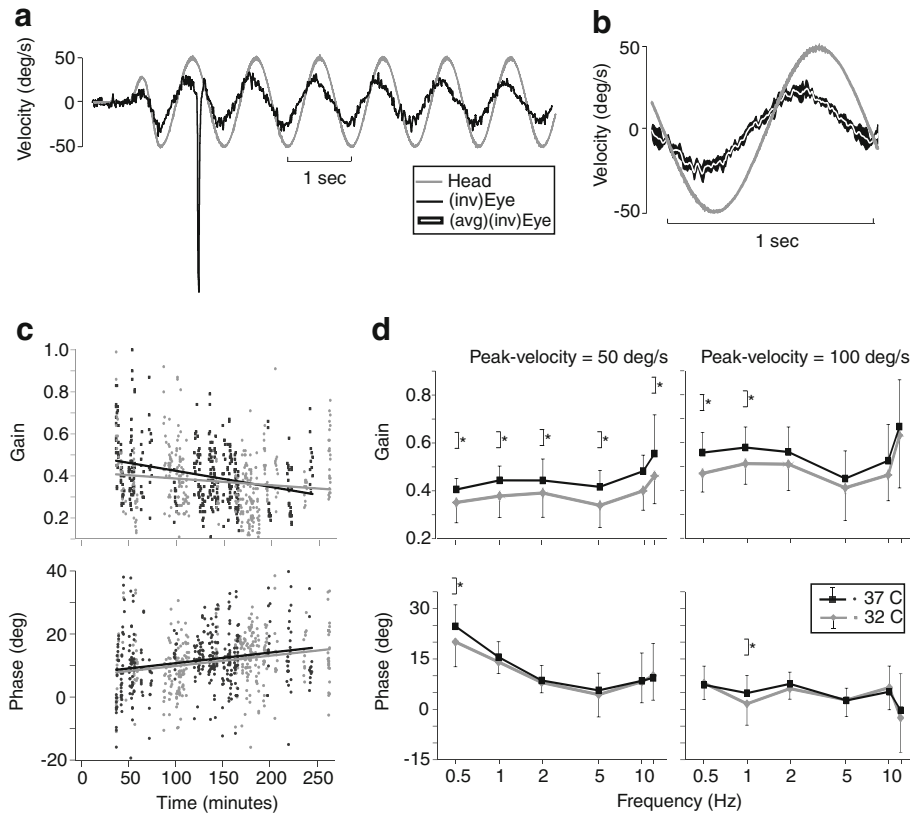 a
Velocity (deg/s)
50
0
-50
1 sec
Head
(inv)Eye
(avg)(inv)Eye
b
Velocity (deg/s)
50
0
-50
1 sec
c
Gain
1.0
0.8
0.6
0.4
0.2
Phase (deg)
40
20
0
-20
0 50 100 150 200 250
Time (minutes)
d
Peak-velocity = 50 deg/s
Peak-velocity = 100 deg/s
Gain
0.8
0.6
0.4
0.2
* * * * *
* *
Phase (deg)
30
15
0
-15
*
*
37 C
32 C
0.5 1 2 5 10
0.5 1 2 5 10
Frequency (Hz)